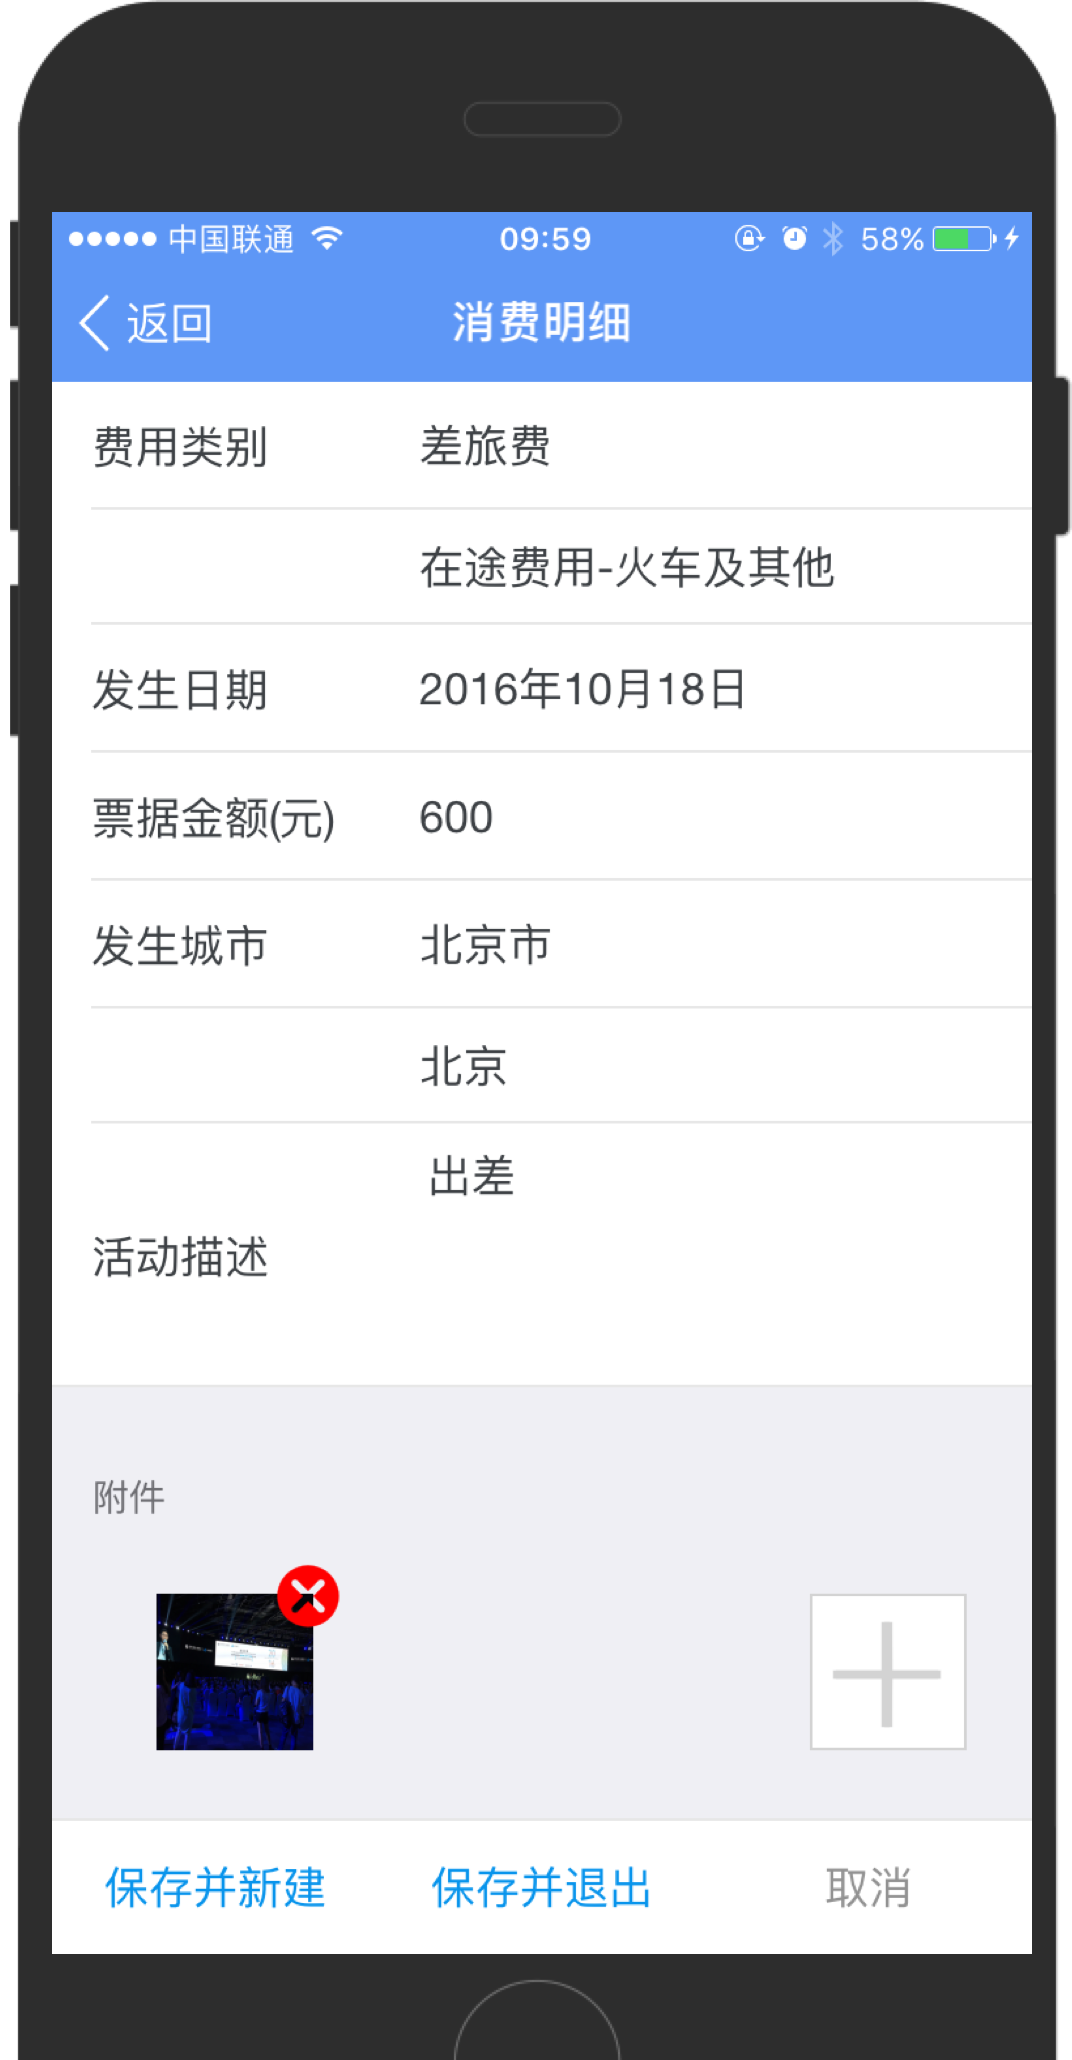 中国联通 09:59 58%
返回 消费明细
费用类别 差旅费
在途费用-火车及其他
发生日期 2016年10月18日
票据金额(元) 600
发生城市 北京市
北京
出差
活动描述
附件
保存并新建 保存并退出 取消